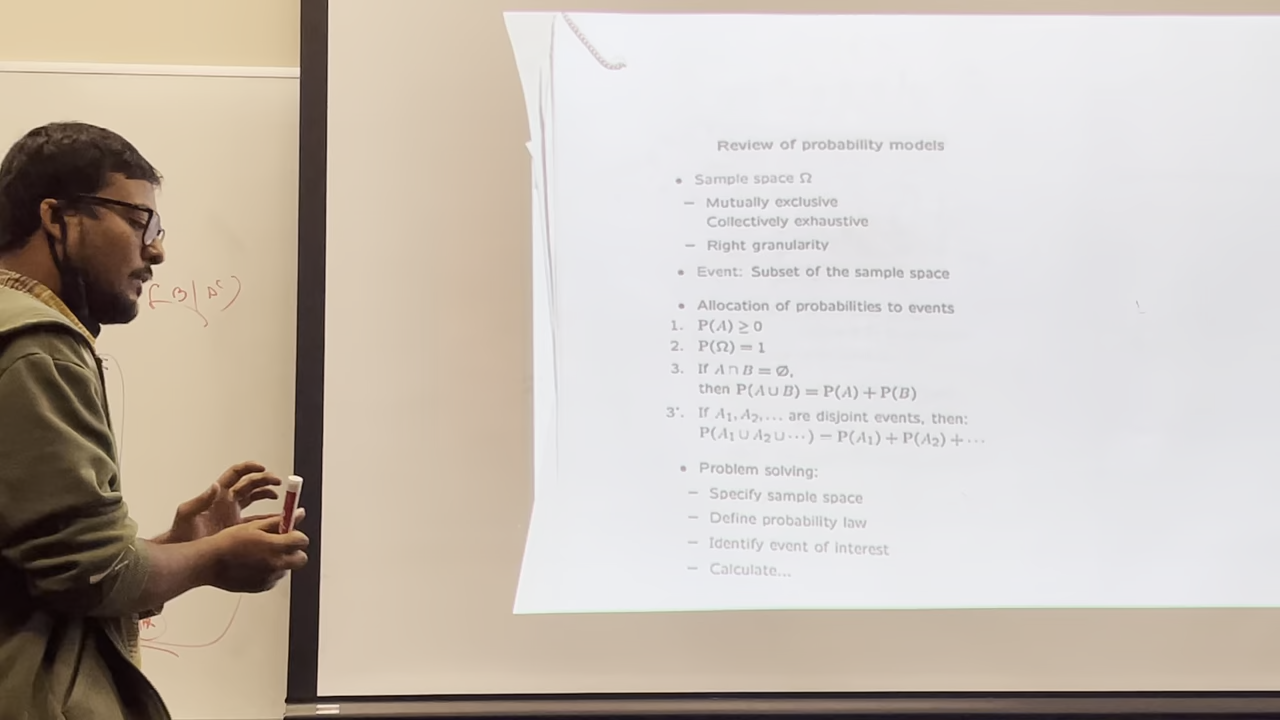 Review of probability models
• Sample space Ω
– Mutually exclusive
Collectively exhaustive
– Right granularity
• Event: Subset of the sample space
• Allocation of probabilities to events
1. P(A) ≥ 0
2. P(Ω) = 1
3. If A ∩ B = Ø,
then P(A ∪ B) = P(A) + P(B)
3'. If A₁, A₂, ... are disjoint events, then:
P(A₁ ∪ A₂ ∪ ···) = P(A₁) + P(A₂) + ···
• Problem solving:
– Specify sample space
– Define probability law
– Identify event of interest
– Calculate...
(B|Aᶜ)